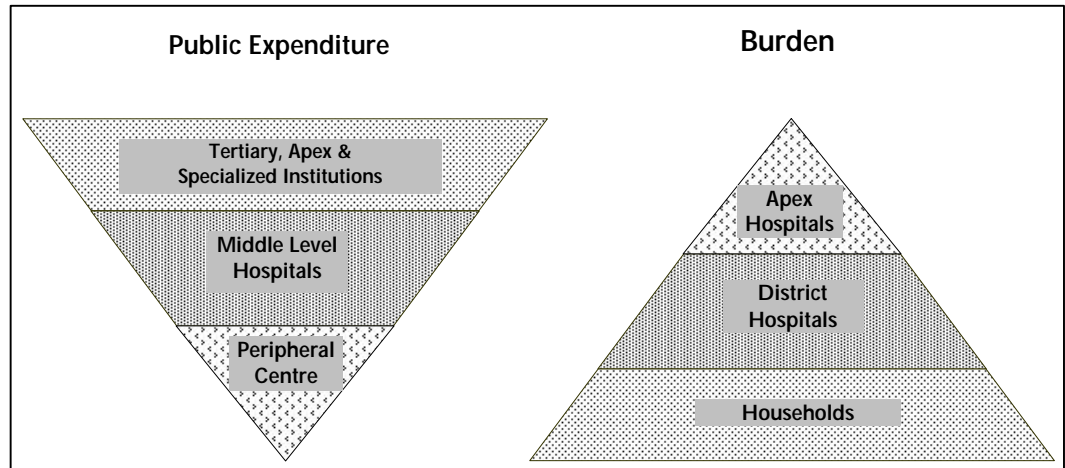 Public Expenditure
Tertiary, Apex &
Specialized Institutions
Middle Level
Hospitals
Peripheral
Centre
Burden
Apex
Hospitals
District
Hospitals
Households